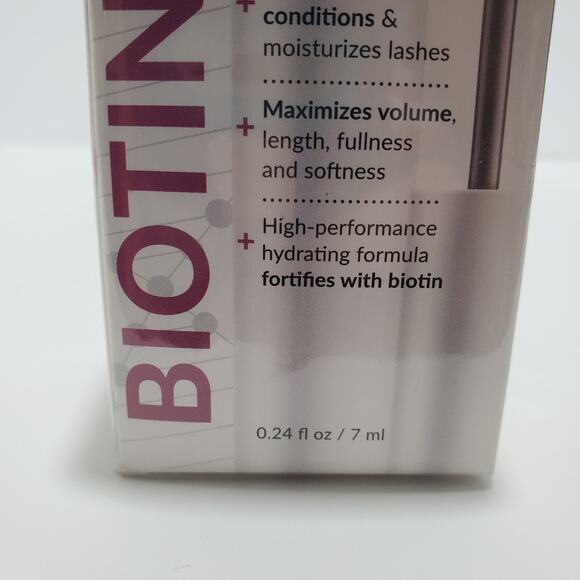 BIOTIN
+ conditions &
moisturizes lashes
+ Maximizes volume,
length, fullness
and softness
+ High-performance
hydrating formula
fortifies with biotin
0.24 fl oz / 7 ml